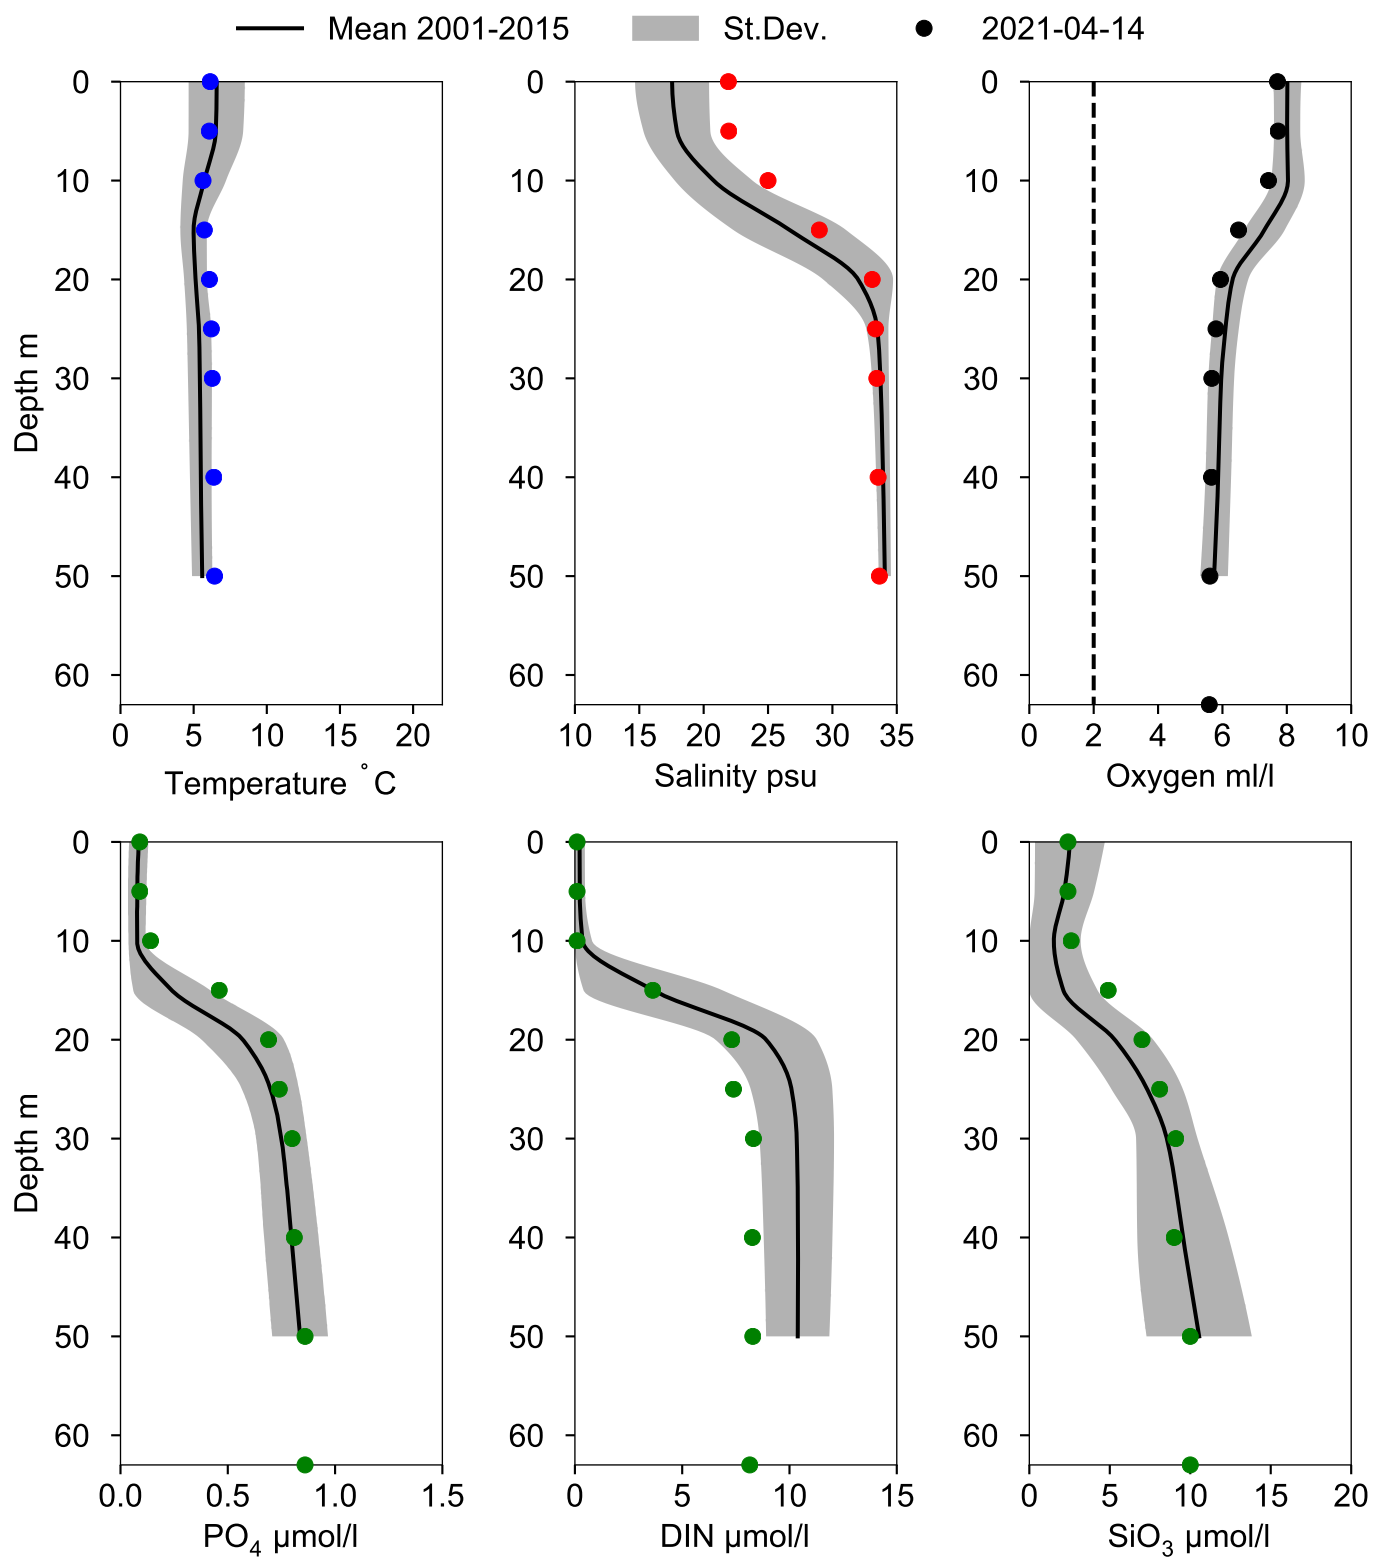 Mean 2001-2015 St.Dev. 2021-04-14
0 0 0
10 10 10
20 20 20
30 30 30
40 40 40
50 50 50
60 60 60
Depth m
0 5 10 15 20 10 15 20 25 30 35 0 2 4 6 8 10
Temperature °C Salinity psu Oxygen ml/l
0 0 0
10 10 10
20 20 20
30 30 30
40 40 40
50 50 50
60 60 60
Depth m
0.0 0.5 1.0 1.5 0 5 10 15 0 5 10 15 20
PO4 µmol/l DIN µmol/l SiO3 µmol/l